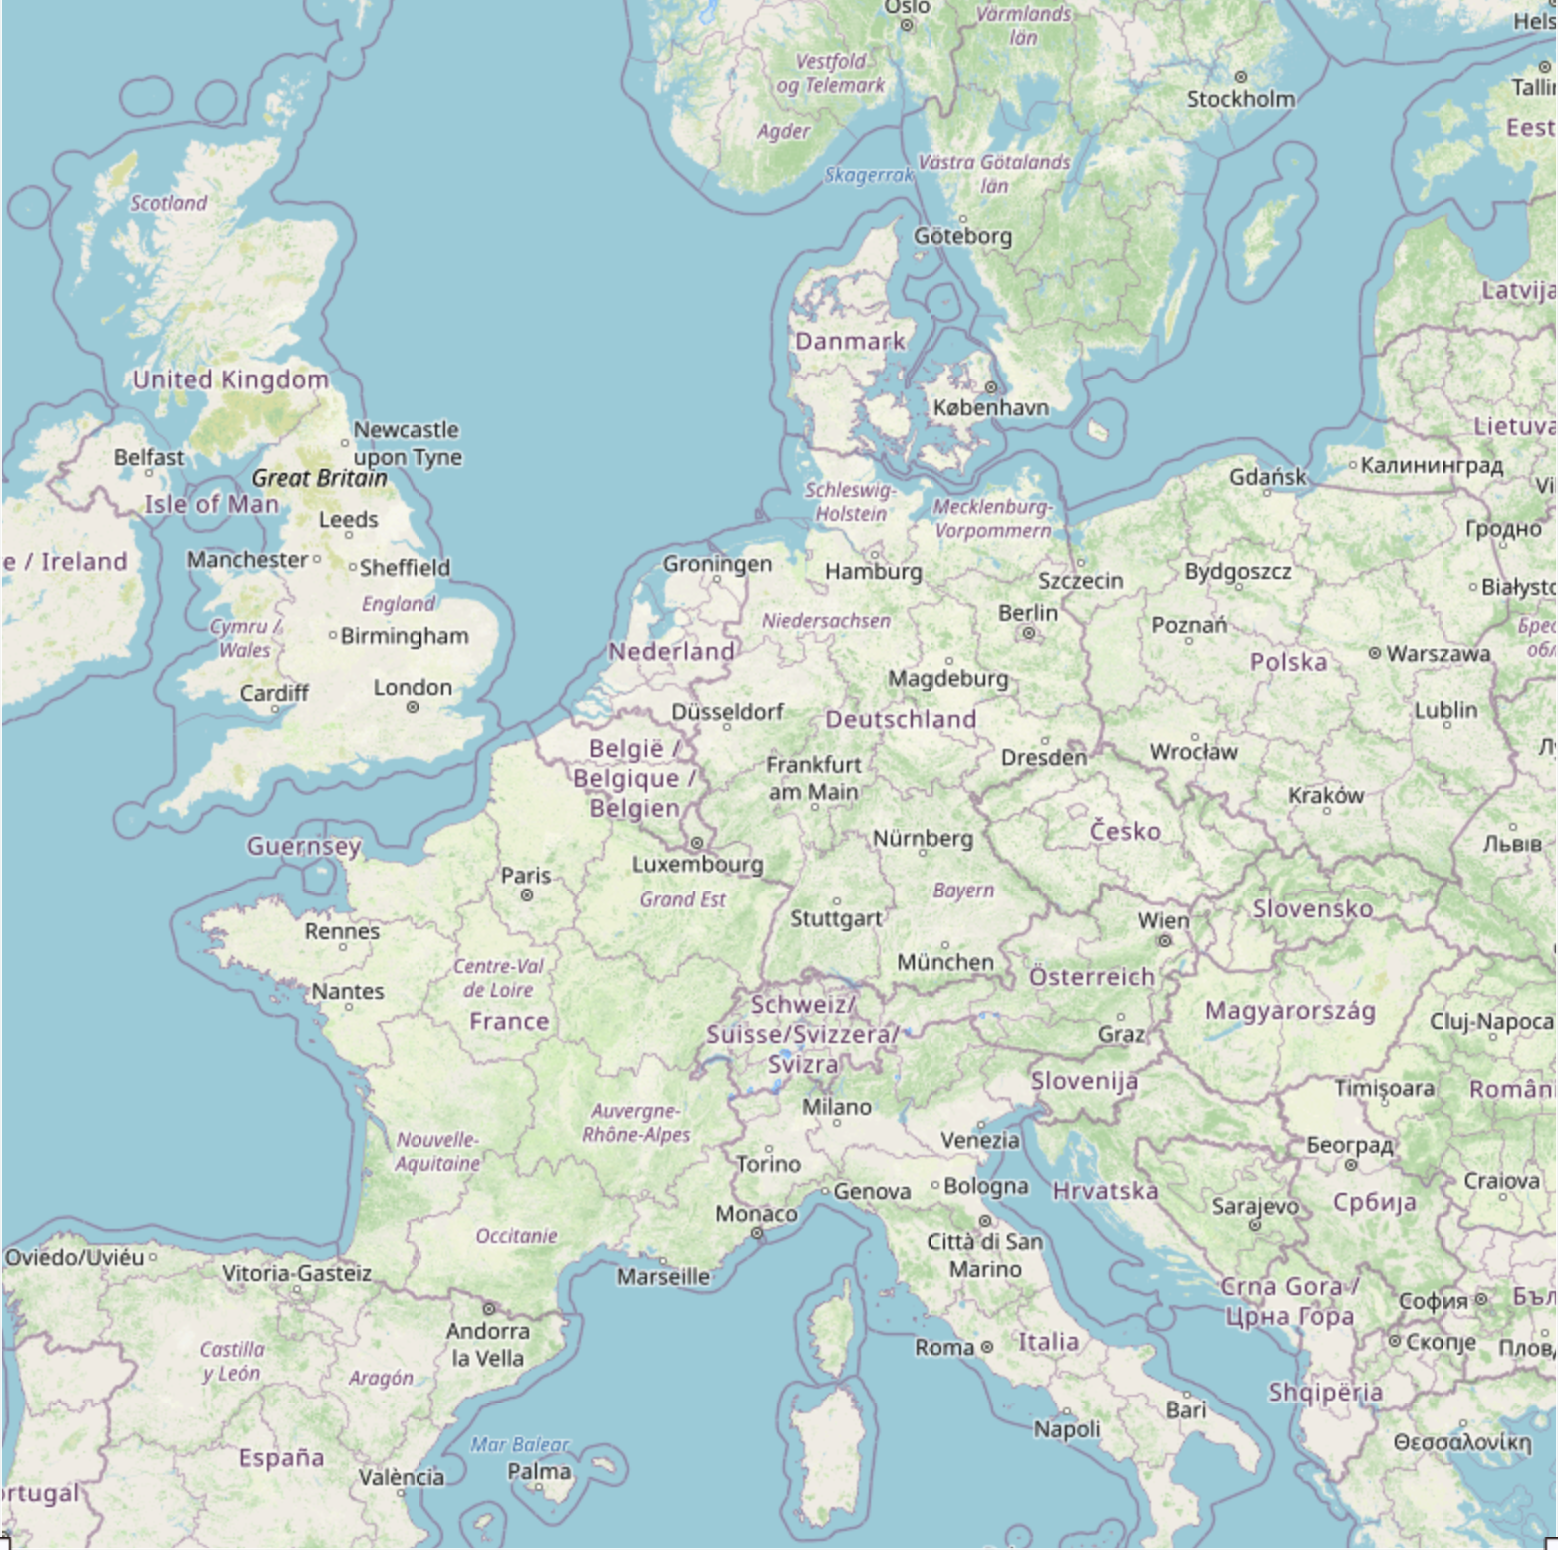 Oslo
Värmlands
län
Hels
Vestfold
og Telemark
Stockholm
Tallin
Agder
Eest
Skagerrak
Västra Götalands
län
Scotland
Göteborg
Latvija
Danmark
United Kingdom
København
Lietuva
Newcastle
upon Tyne
Belfast
Great Britain
Gdańsk
Калининград
Vi
Isle of Man
Schleswig-
Holstein
Mecklenburg-
Vorpommern
Leeds
Гродно
e / Ireland
Manchester
Sheffield
Groningen
Hamburg
Szczecin
Bydgoszcz
Białysto
England
Niedersachsen
Berlin
Poznań
Брес
обл
Cymru /
Wales
Birmingham
Nederland
Polska
Warszawa
Cardiff
London
Magdeburg
Düsseldorf
Deutschland
Lublin
België /
Belgique /
Belgien
Frankfurt
am Main
Dresden
Wrocław
Л
Kraków
Guernsey
Nürnberg
Česko
Львів
Luxembourg
Paris
Grand Est
Bayern
Stuttgart
Wien
Slovensko
Rennes
München
Centre-Val
de Loire
Österreich
Nantes
France
Schweiz/
Suisse/Svizzera/
Svizra
Magyarország
Graz
Cluj-Napoca
Slovenija
Timișoara
Român
Milano
Auvergne-
Rhône-Alpes
Nouvelle-
Aquitaine
Venezia
Београд
Torino
Genova
Bologna
Hrvatska
Craiova
Monaco
Sarajevo
Србија
Occitanie
Città di San
Marino
Oviedo/Uviéu
Vitoria-Gasteiz
Marseille
Crna Gora /
Црна Гора
София
Бъл
Andorra
la Vella
Roma
Italia
Скопје
Плов
Castilla
y León
Aragón
Shqipëria
Bari
Napoli
Mar Balear
Θεσσαλονίκη
España
València
Palma
ortugal